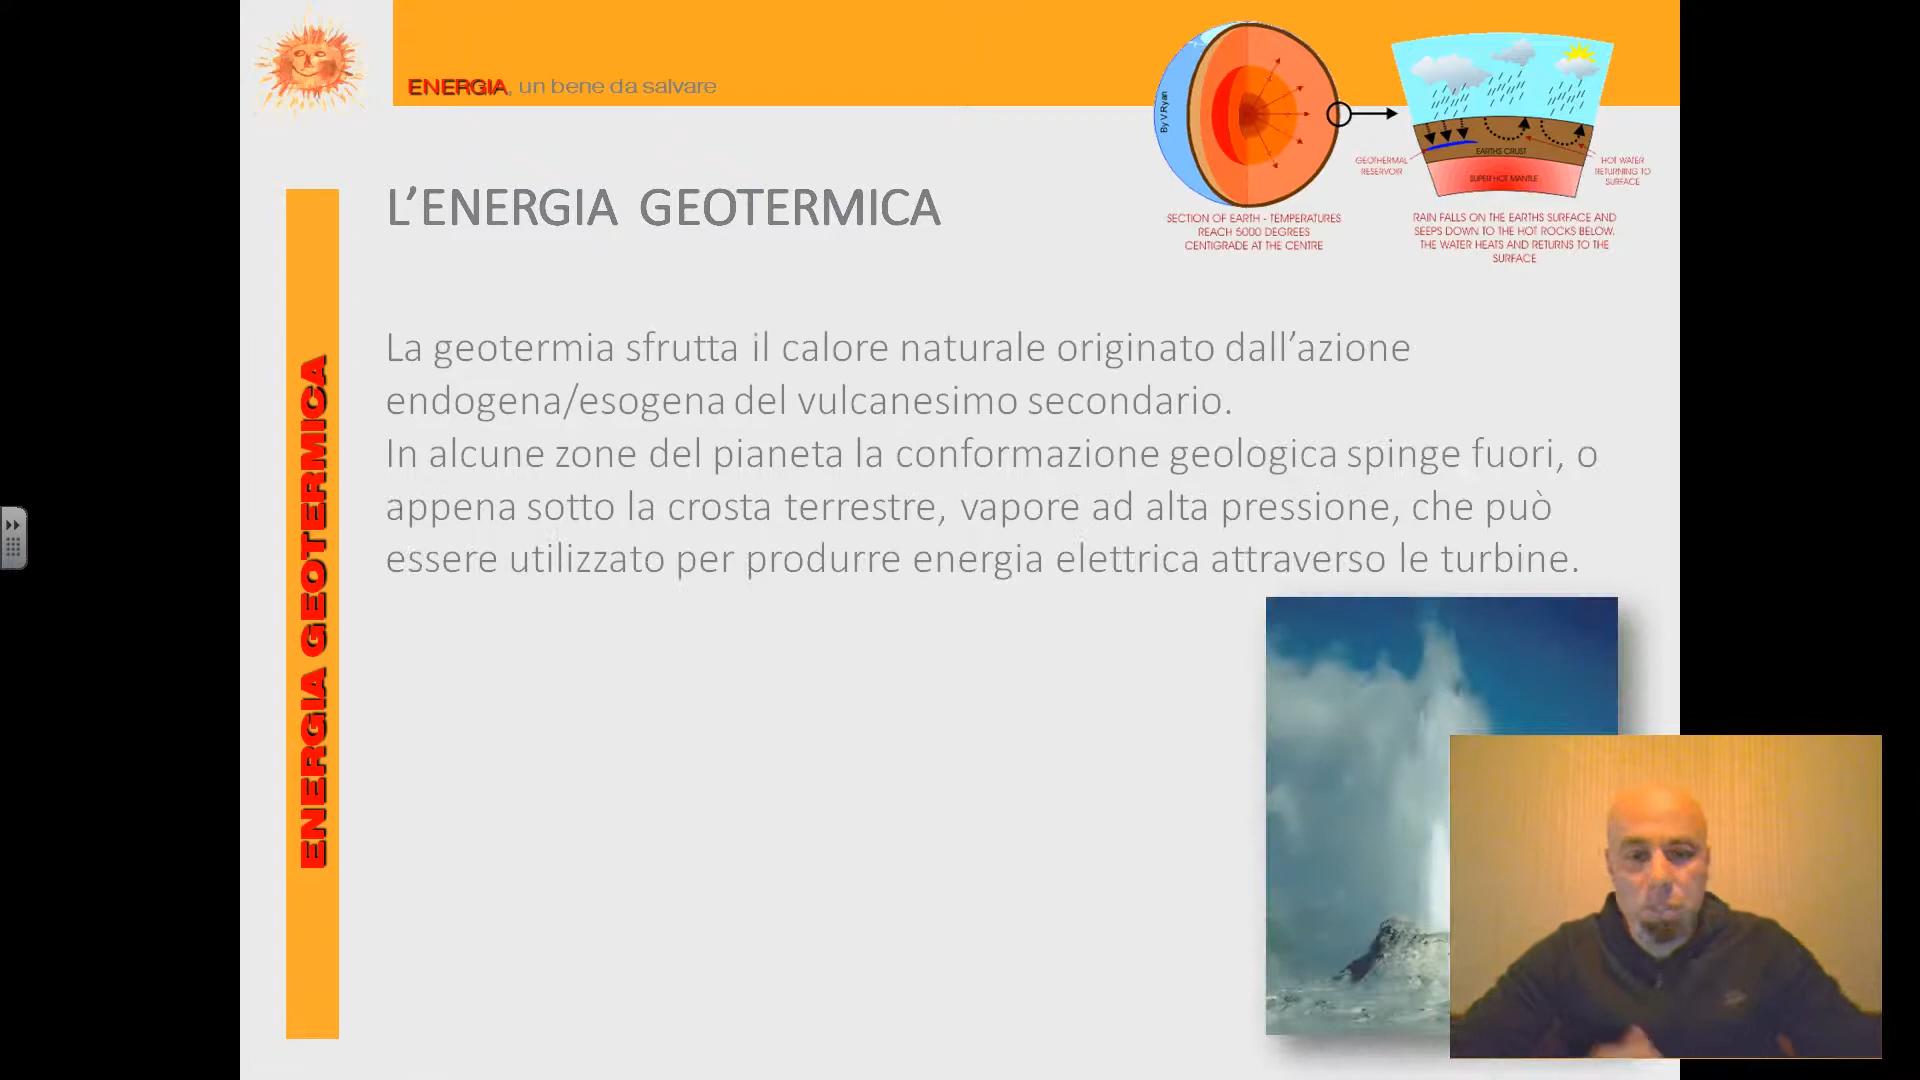 ENERGIA, un bene da salvare
By V.Ryan
GEOTHERMAL
RESERVOIR
EARTHS CRUST
SUPER HOT MANTLE
HOT WATER
RETURNING TO
SURFACE
SECTION OF EARTH - TEMPERATURES
REACH 5000 DEGREES
CENTIGRADE AT THE CENTRE
RAIN FALLS ON THE EARTHS SURFACE AND
SEEPS DOWN TO THE HOT ROCKS BELOW.
THE WATER HEATS AND RETURNS TO THE
SURFACE
L’ENERGIA GEOTERMICA
ENERGIA GEOTERMICA
La geotermia sfrutta il calore naturale originato dall’azione
endogena/esogena del vulcanesimo secondario.
In alcune zone del pianeta la conformazione geologica spinge fuori, o
appena sotto la crosta terrestre, vapore ad alta pressione, che può
essere utilizzato per produrre energia elettrica attraverso le turbine.